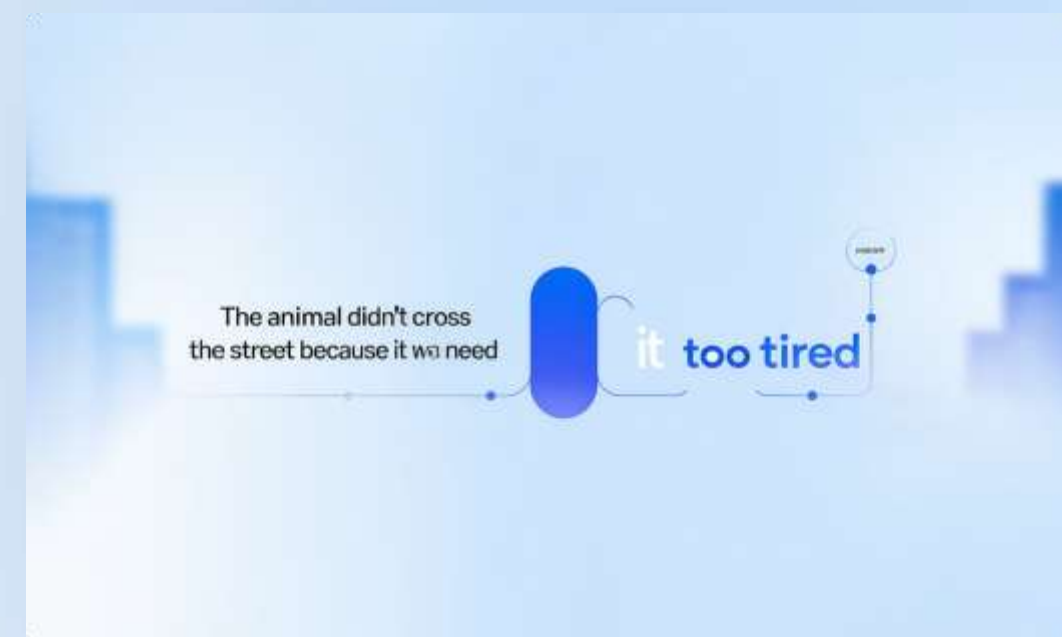 The animal didn't cross
the street because it need
it too tired